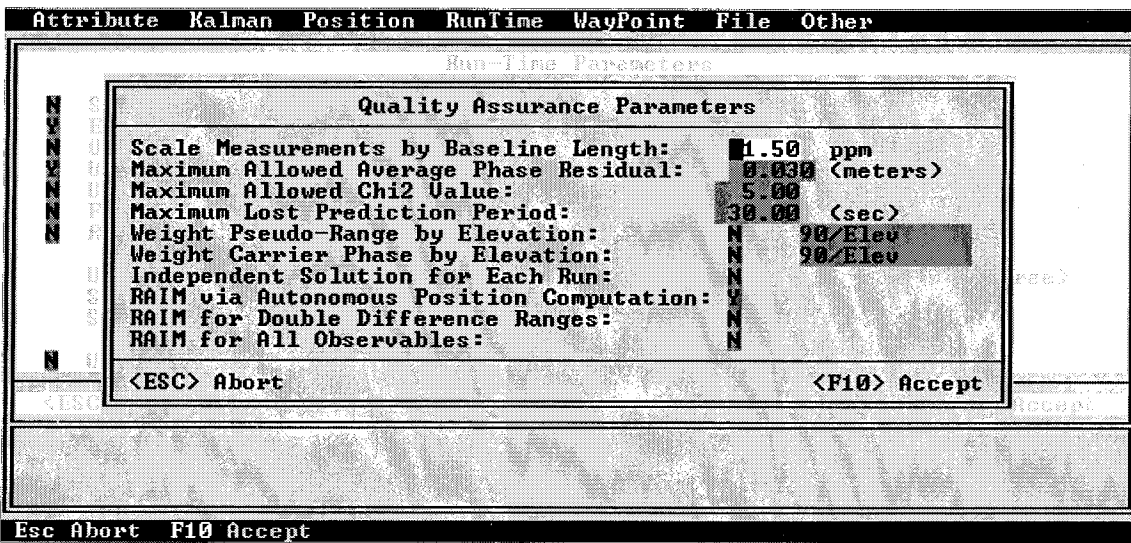 Attribute Kalman Position RunTime WayPoint File Other
Run-Time Parameters
Quality Assurance Parameters
N S
Y E
N U Scale Measurements by Baseline Length: 1.50 ppm
Y U Maximum Allowed Average Phase Residual: 0.030 (meters)
N U Maximum Allowed Chi2 Value: 5.00
N F Maximum Lost Prediction Period: 30.00 (sec)
N R Weight Pseudo-Range by Elevation: N 90/Elev
Weight Carrier Phase by Elevation: N 90/Elev
U Independent Solution for Each Run: N
S RAIM via Autonomous Position Computation: Y
S RAIM for Double Difference Ranges: N
RAIM for All Observables: N
N U
<ESC> Abort <F10> Accept
<ESC Accept
Esc Abort F10 Accept